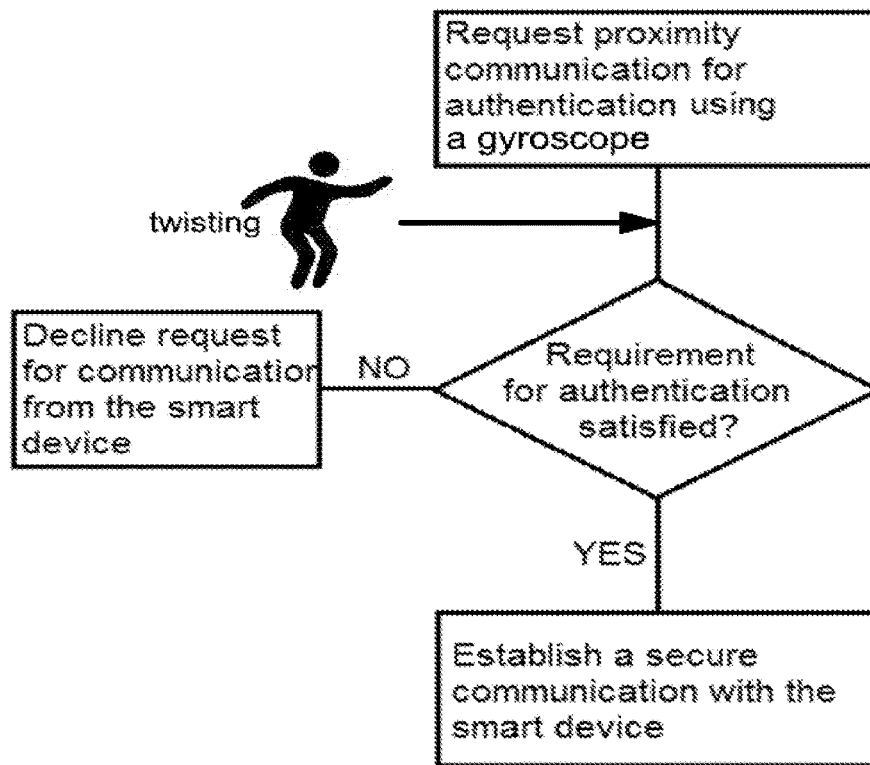 Request proximity
communication for
authentication using
a gyroscope
twisting
Decline request
for communication
from the smart
device
NO
Requirement
for authentication
satisfied?
YES
Establish a secure
communication with the
smart device